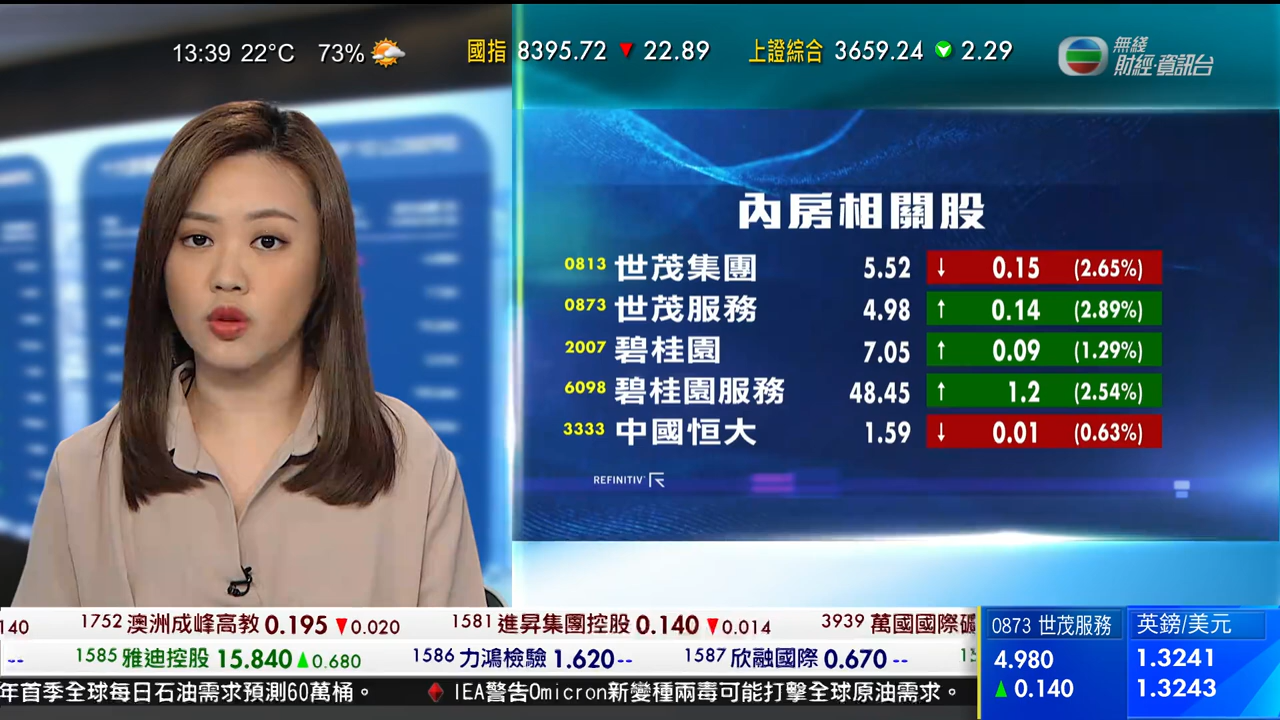 13:39 22°C 73% 國指 8395.72 ▼ 22.89 上證綜合 3659.24 2.29
無綫
財經·資訊台
內房相關股
0813 世茂集團 5.52 ↓ 0.15 (2.65%)
0873 世茂服務 4.98 ↑ 0.14 (2.89%)
2007 碧桂園 7.05 ↑ 0.09 (1.29%)
6098 碧桂園服務 48.45 ↑ 1.2 (2.54%)
3333 中國恒大 1.59 ↓ 0.01 (0.63%)
REFINITIV
140 1752 澳洲成峰高教 0.195 ▼0.020 1581 進昇集團控股 0.140 ▼0.014 3939 萬國國際礦
-- 1585 雅迪控股 15.840 ▲0.680 1586 力鴻檢驗 1.620-- 1587 欣融國際 0.670 --
年首季全球每日石油需求預測60萬桶。 IEA警告Omicron新變種兩毒可能打擊全球原油需求。
0873 世茂服務
4.980
▲ 0.140
英鎊/美元
1.3241
1.3243